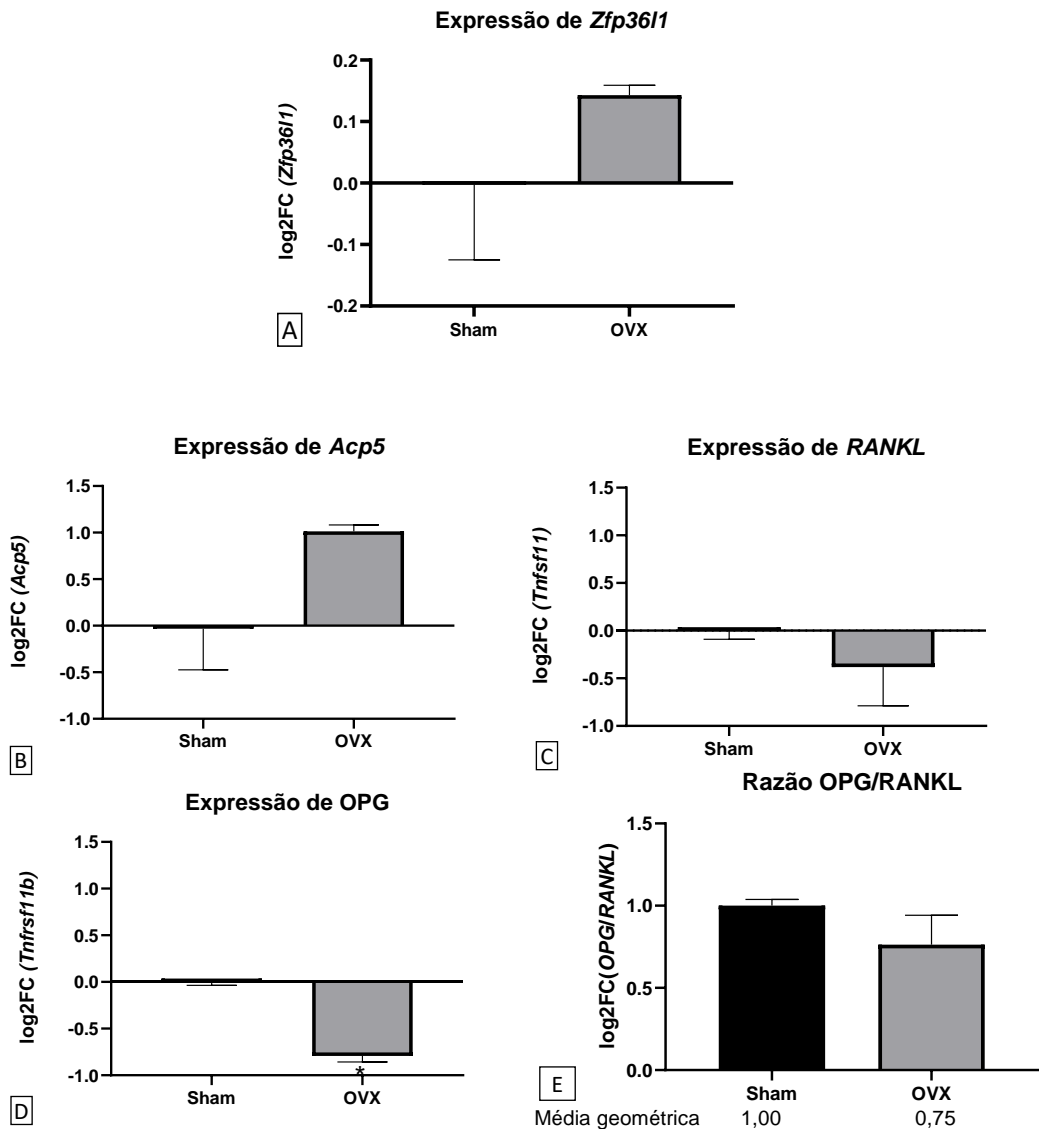 Expressão de Zfp36l1
log2FC (Zfp36l1)
0.2
0.1
0.0
-0.1
-0.2
Sham OVX
A
Expressão de Acp5
log2FC (Acp5)
1.5
1.0
0.5
0.0
-0.5
-1.0
Sham OVX
B
Expressão de RANKL
log2FC (Tnfsf11)
1.5
1.0
0.5
0.0
-0.5
-1.0
Sham OVX
C
Expressão de OPG
log2FC (Tnfrsf11b)
1.5
1.0
0.5
0.0
-0.5
-1.0
*
Sham OVX
D
Razão OPG/RANKL
log2FC(OPG/RANKL)
1.5
1.0
0.5
0.0
Sham OVX
E
Média geométrica 1,00 0,75